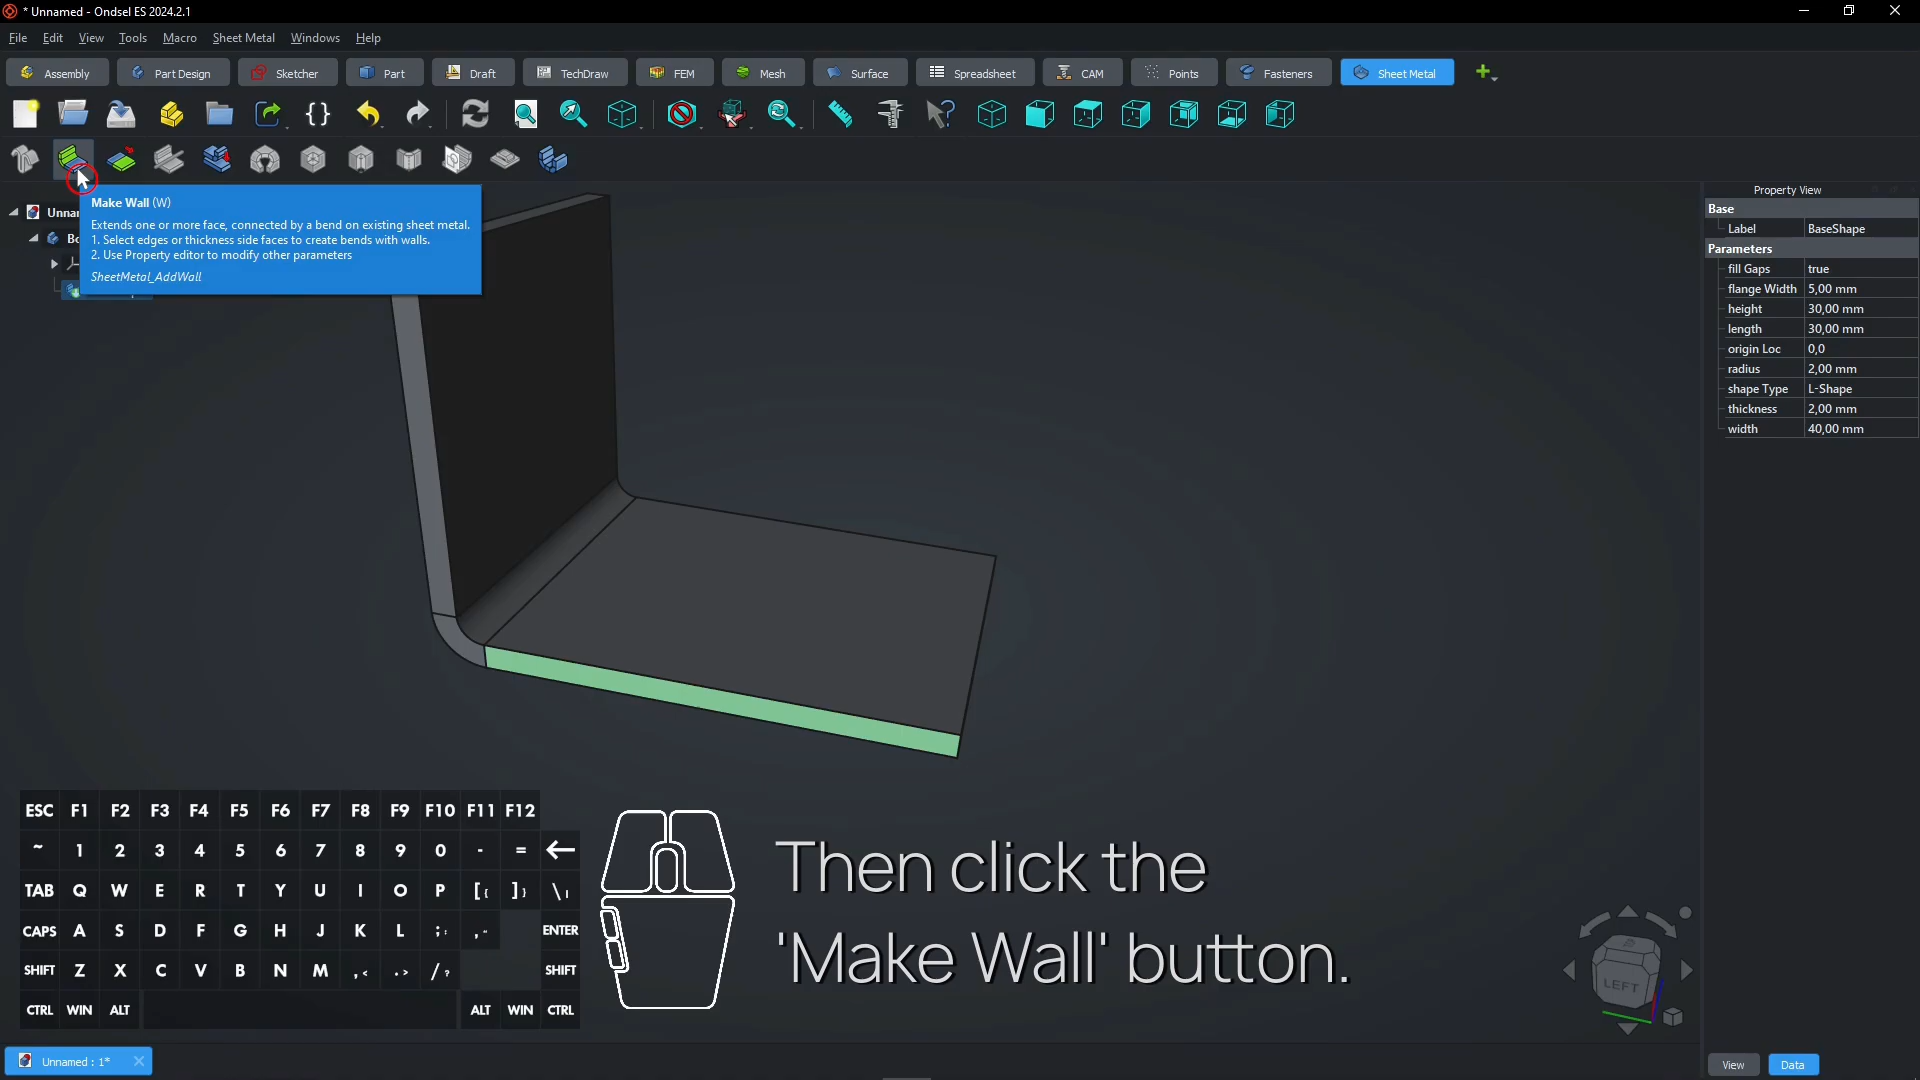 * Unnamed - Ondsel ES 2024.2.1
File Edit View Tools Macro Sheet Metal Windows Help
Assembly Part Design Sketcher Part Draft TechDraw FEM Mesh Surface Spreadsheet CAM Points Fasteners Sheet Metal
Make Wall (W)
Extends one or more face, connected by a bend on existing sheet metal.
1. Select edges or thickness side faces to create bends with walls.
2. Use Property editor to modify other parameters
SheetMetal_AddWall
Property View
Base
Label BaseShape
Parameters
fill Gaps true
flange Width 5,00 mm
height 30,00 mm
length 30,00 mm
origin Loc 0,0
radius 2,00 mm
shape Type L-Shape
thickness 2,00 mm
width 40,00 mm
ESC F1 F2 F3 F4 F5 F6 F7 F8 F9 F10 F11 F12
~ 1 2 3 4 5 6 7 8 9 0 - =
TAB Q W E R T Y U I O P [{ ]} \|
CAPS A S D F G H J K L ;: ,“ ENTER
SHIFT Z X C V B N M ,< .> /? SHIFT
CTRL WIN ALT ALT WIN CTRL
Then click the
'Make Wall' button.
LEFT
Unnamed : 1*
View Data